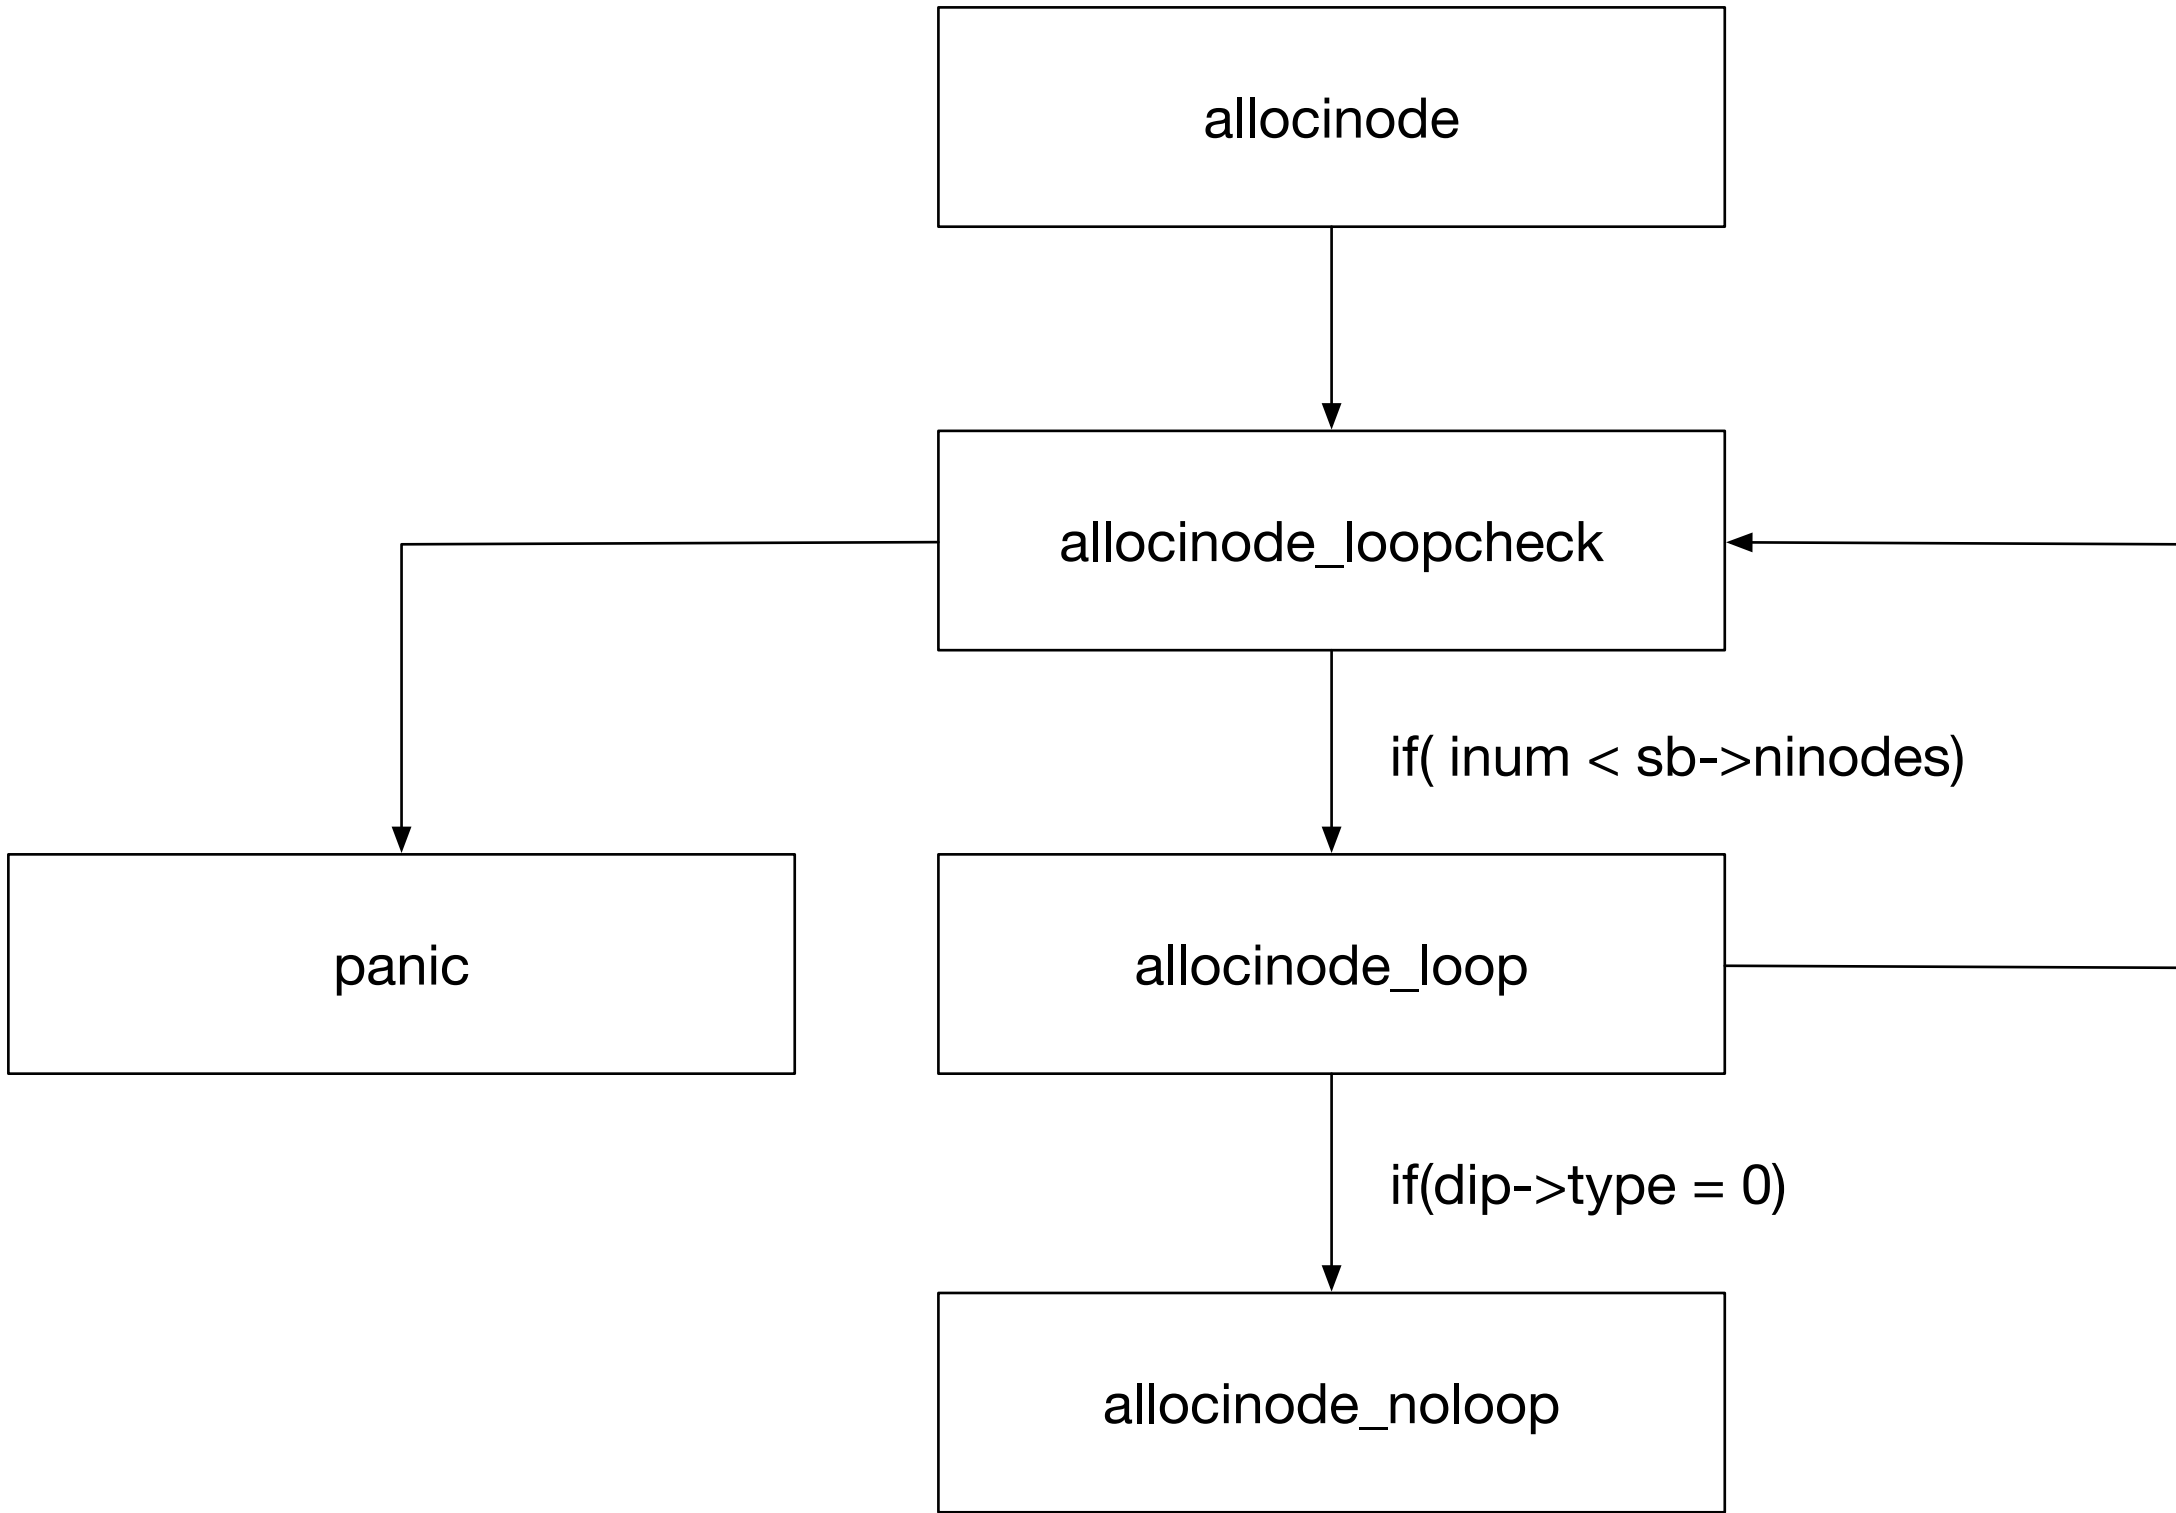 allocinode
allocinode_loopcheck
if( inum < sb->ninodes)
panic
allocinode_loop
if(dip->type = 0)
allocinode_noloop